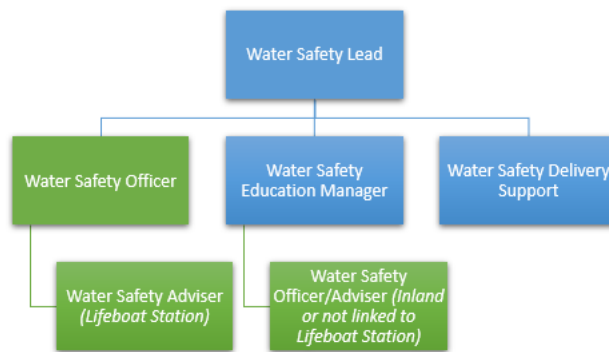 Water Safety Lead
Water Safety Officer
Water Safety
Education Manager
Water Safety Delivery
Support
Water Safety Adviser
(Lifeboat Station)
Water Safety
Officer/Adviser (Inland
or not linked to
Lifeboat Station)